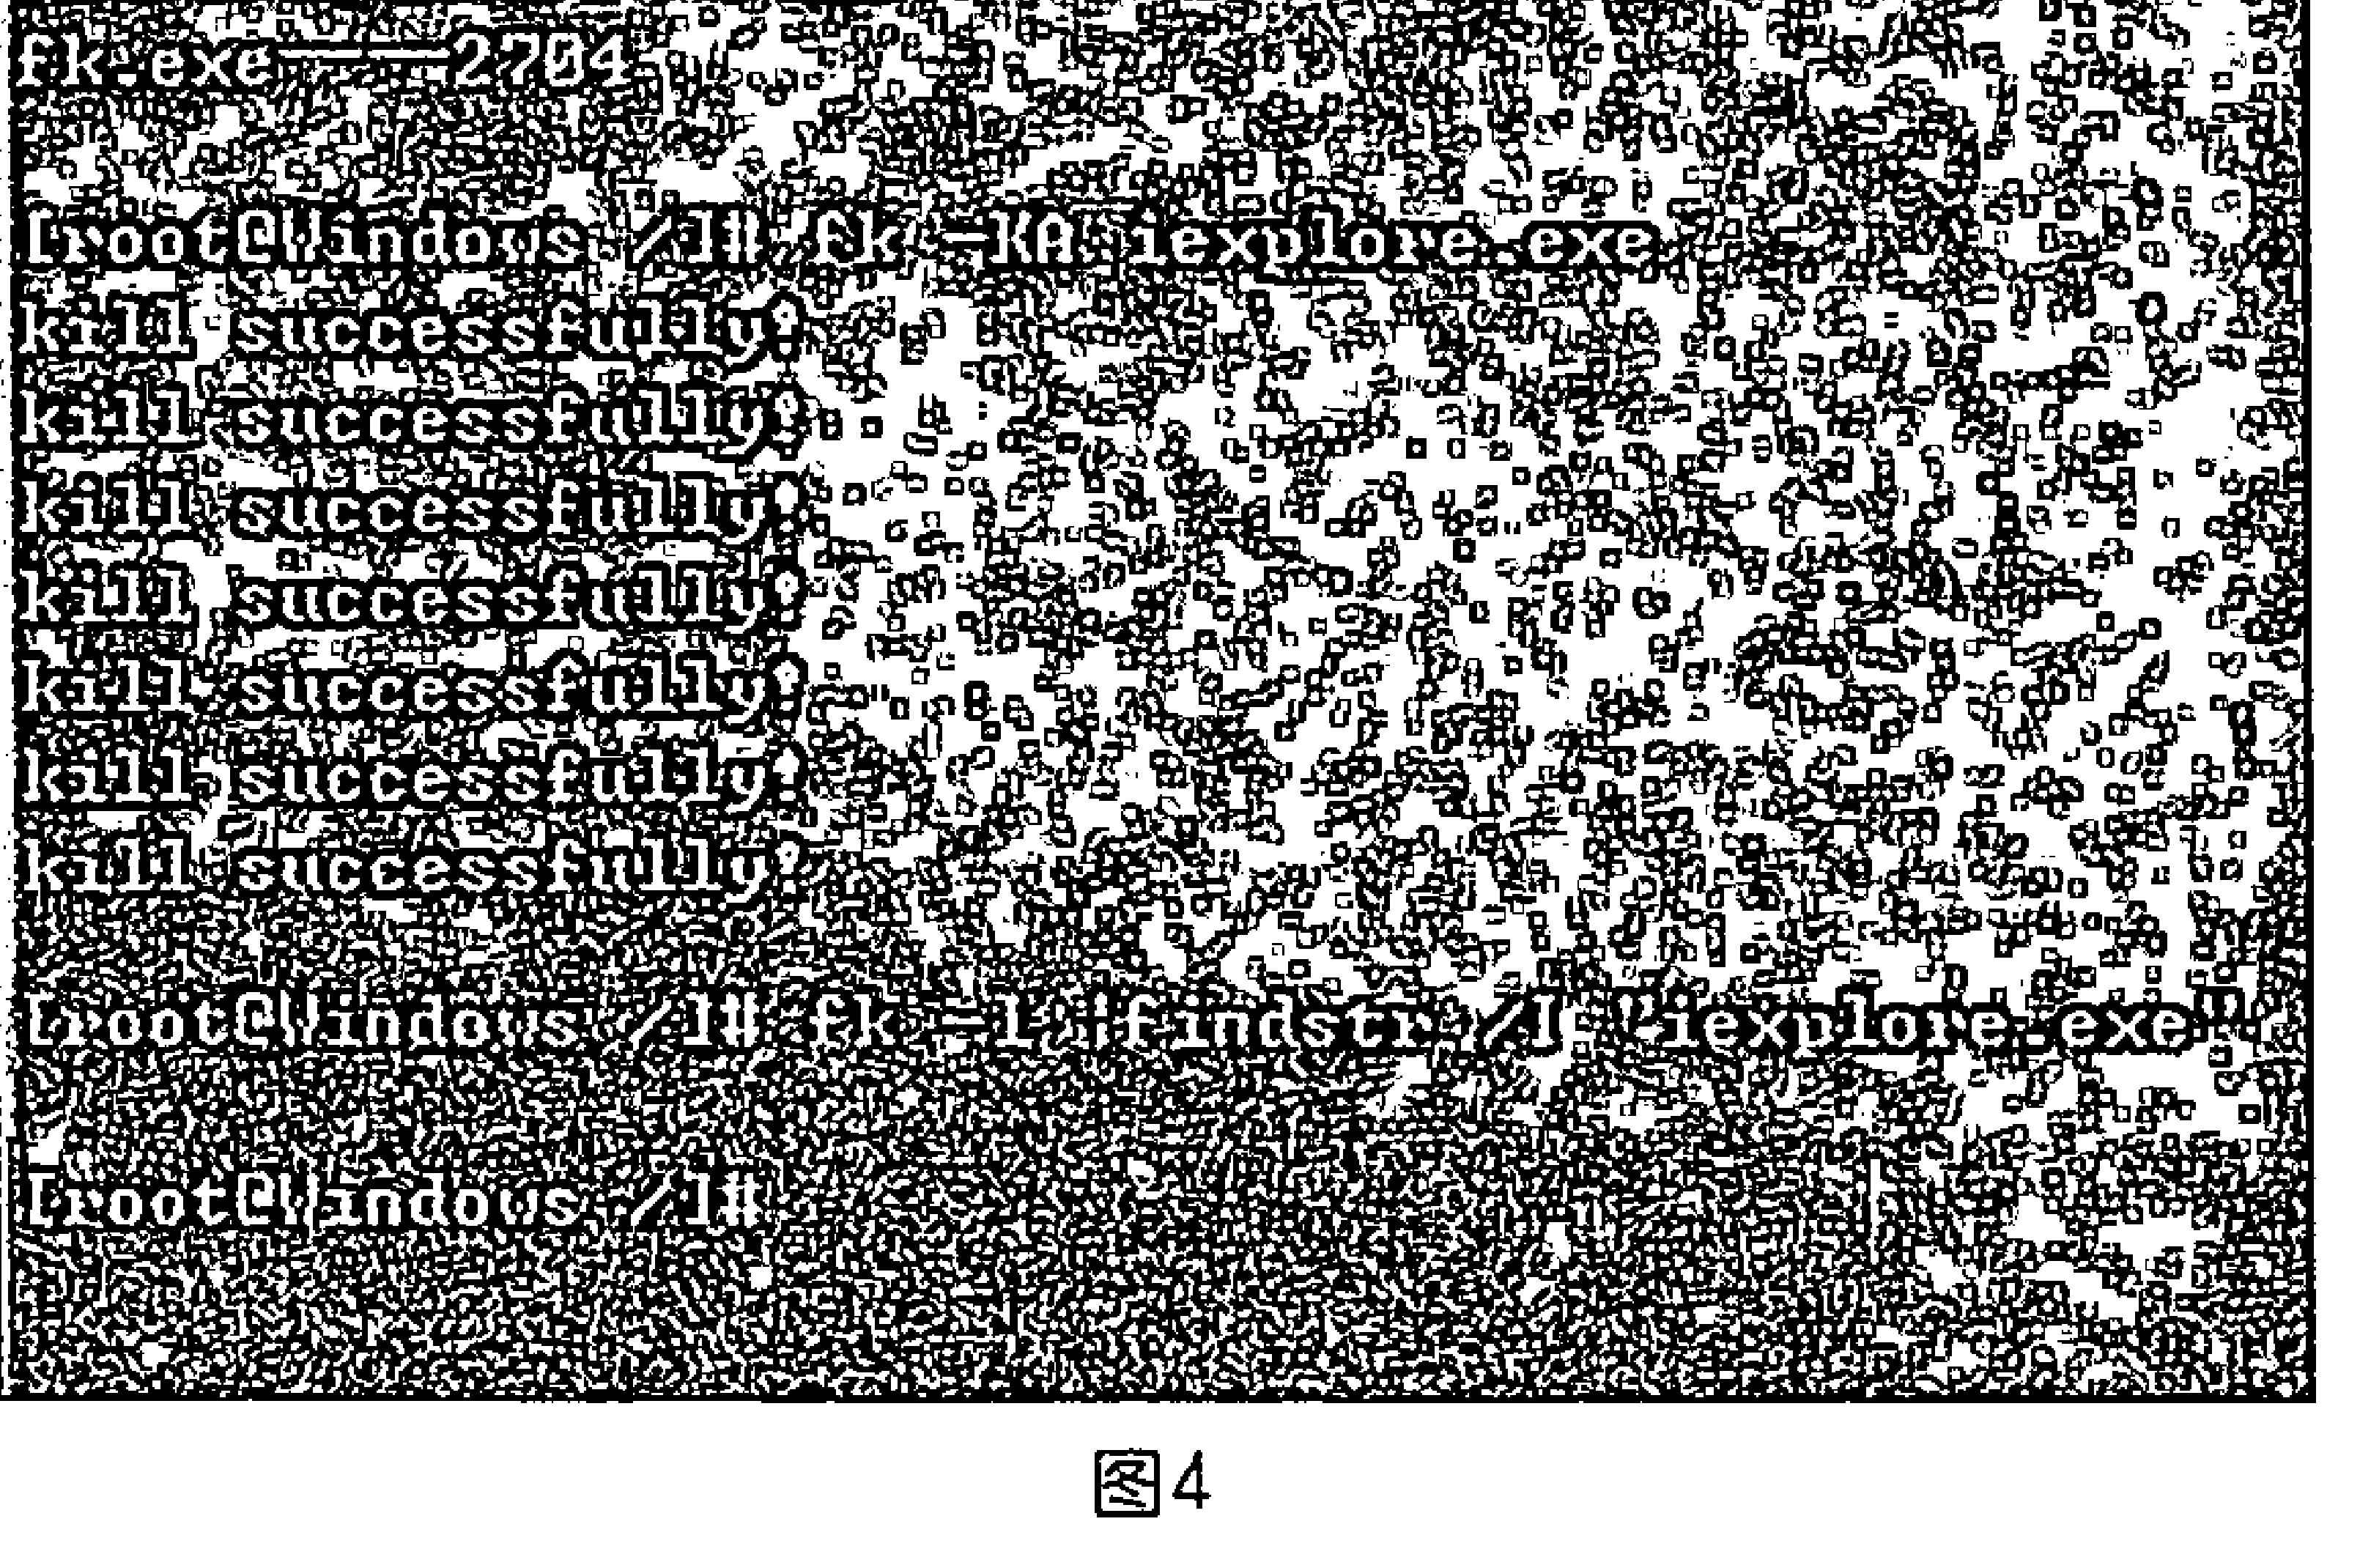 fk.exe————2704
[root@Windows /]# fk -KA iexplore.exe
kill successfully!
kill successfully!
kill successfully!
kill successfully!
kill successfully!
kill successfully!
kill successfully!
[root@Windows /]# fk -l |findstr /I "iexplore.exe"
[root@Windows /]#
图4